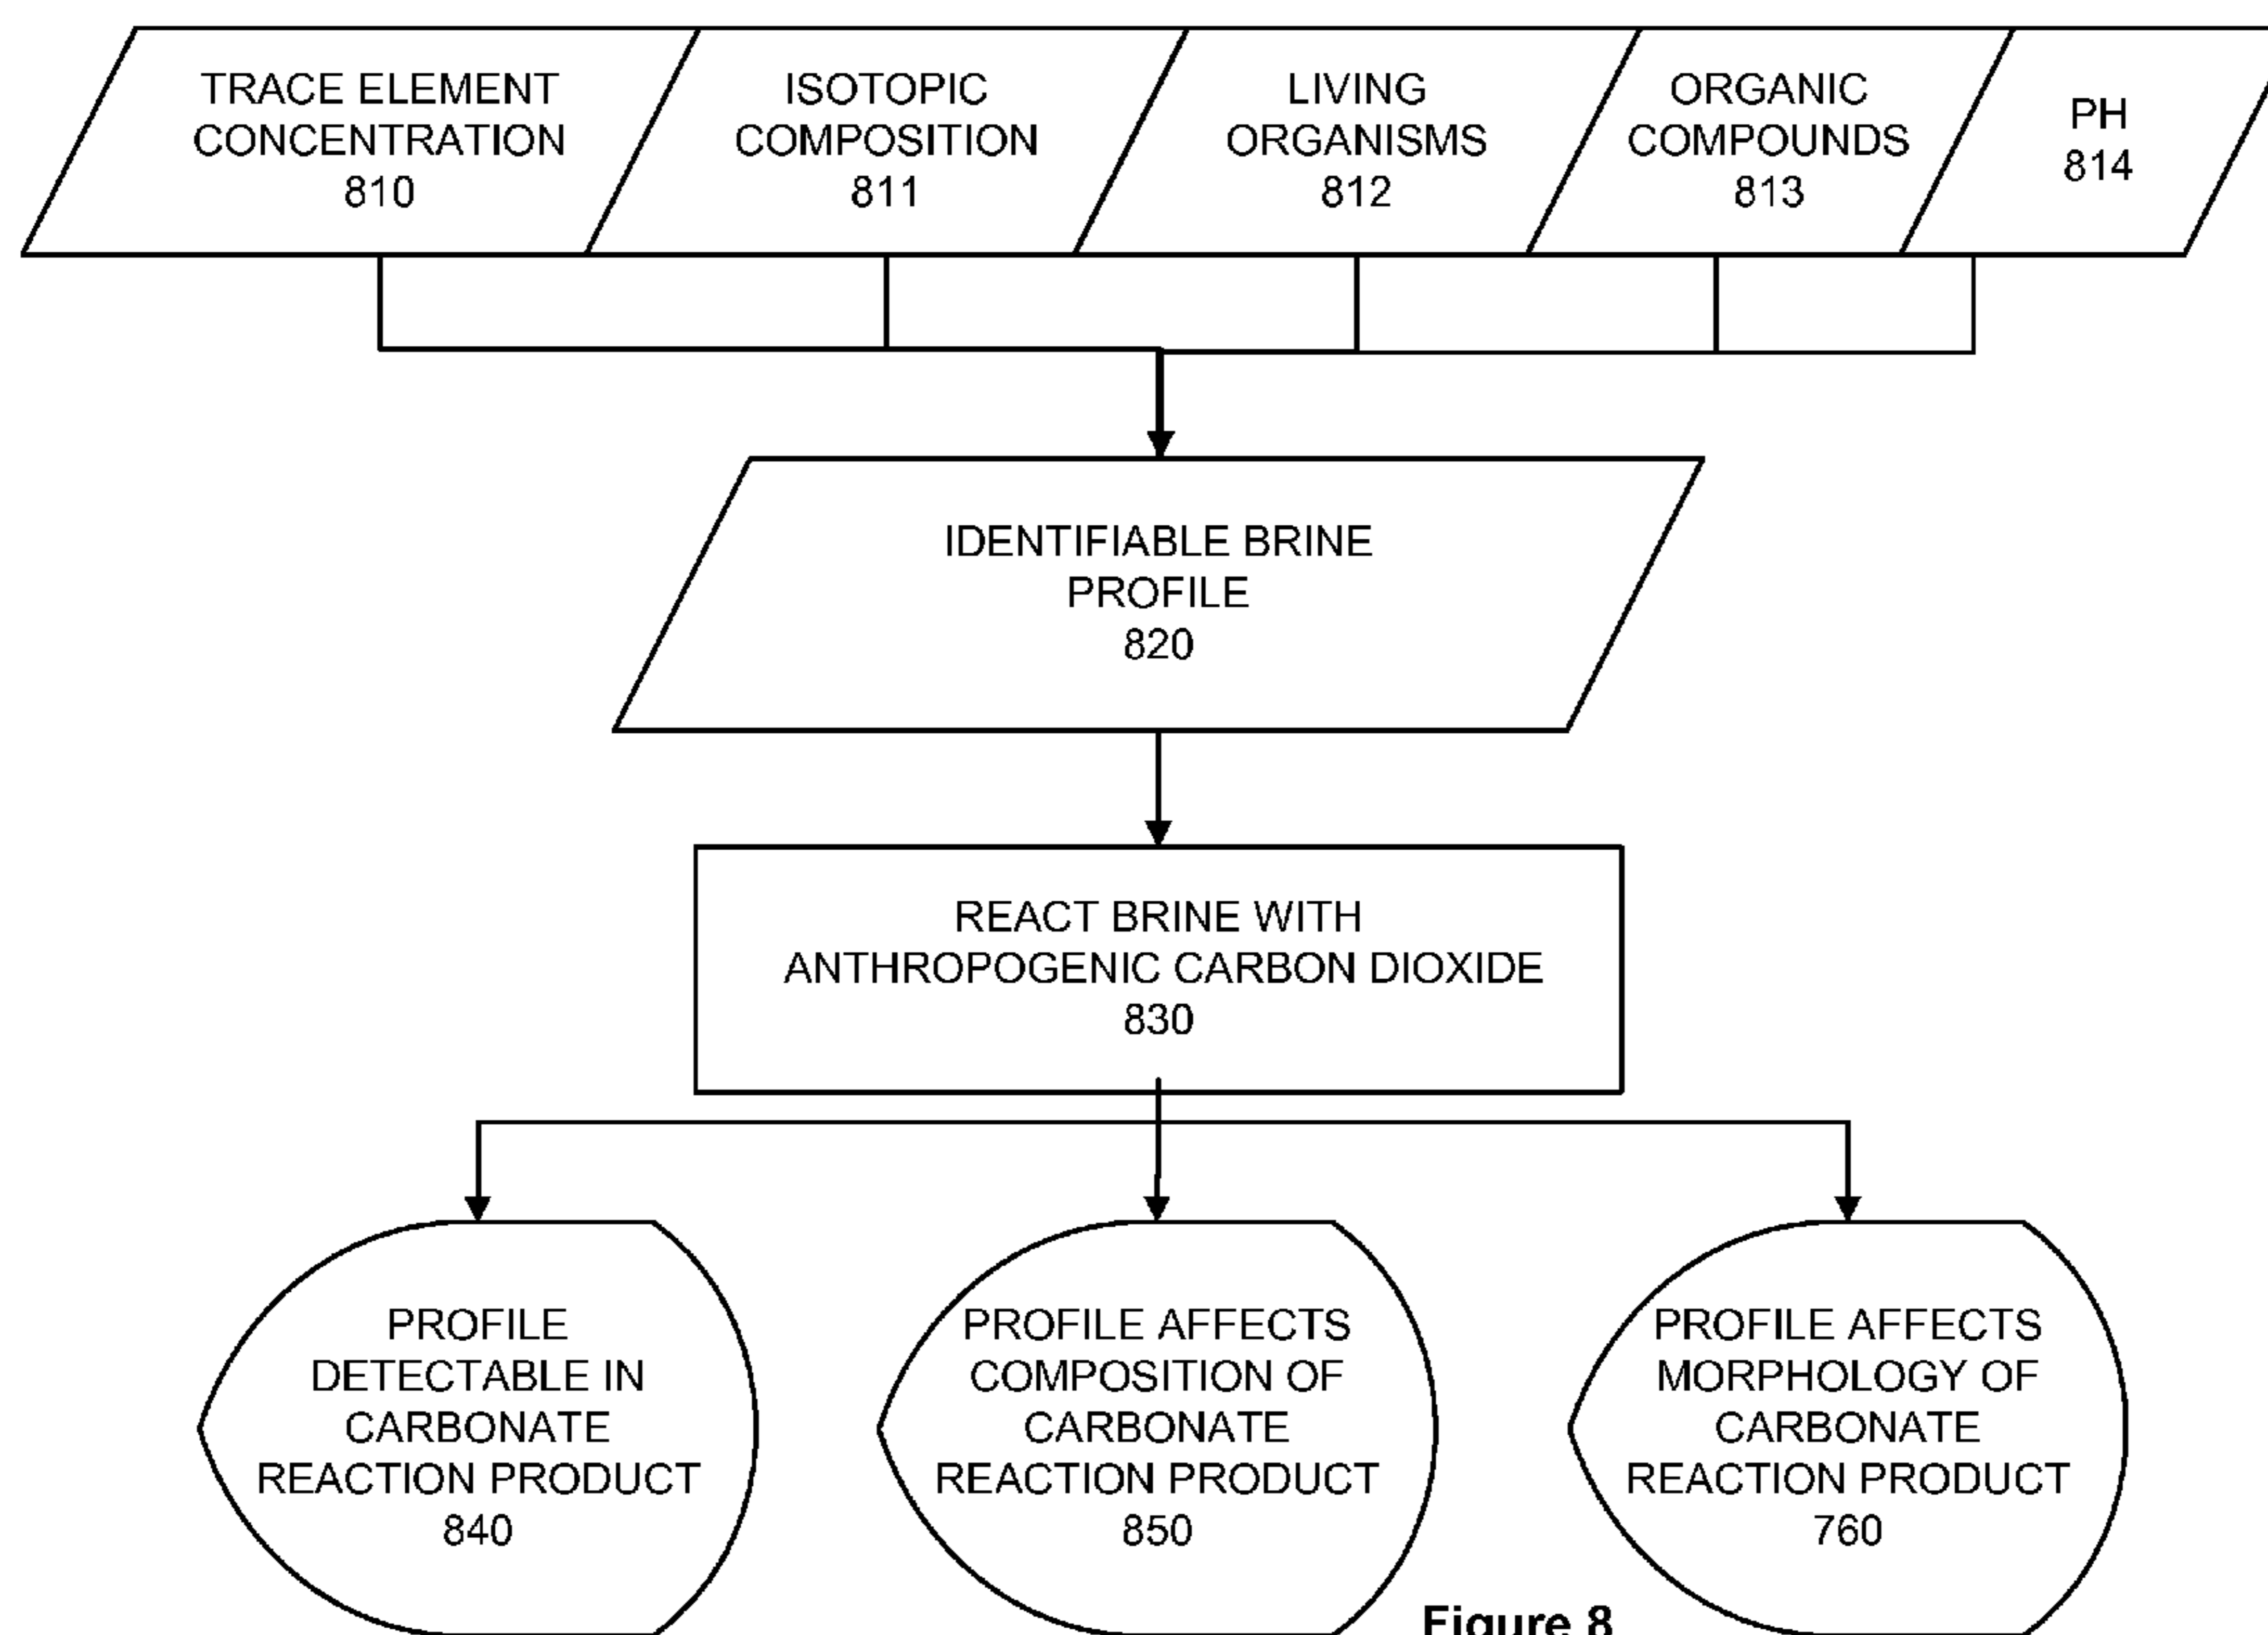 TRACE ELEMENT
CONCENTRATION
810
ISOTOPIC
COMPOSITION
811
LIVING
ORGANISMS
812
ORGANIC
COMPOUNDS
813
PH
814
IDENTIFIABLE BRINE
PROFILE
820
REACT BRINE WITH
ANTHROPOGENIC CARBON DIOXIDE
830
PROFILE
DETECTABLE IN
CARBONATE
REACTION PRODUCT
840
PROFILE AFFECTS
COMPOSITION OF
CARBONATE
REACTION PRODUCT
850
PROFILE AFFECTS
MORPHOLOGY OF
CARBONATE
REACTION PRODUCT
760
Figure 8